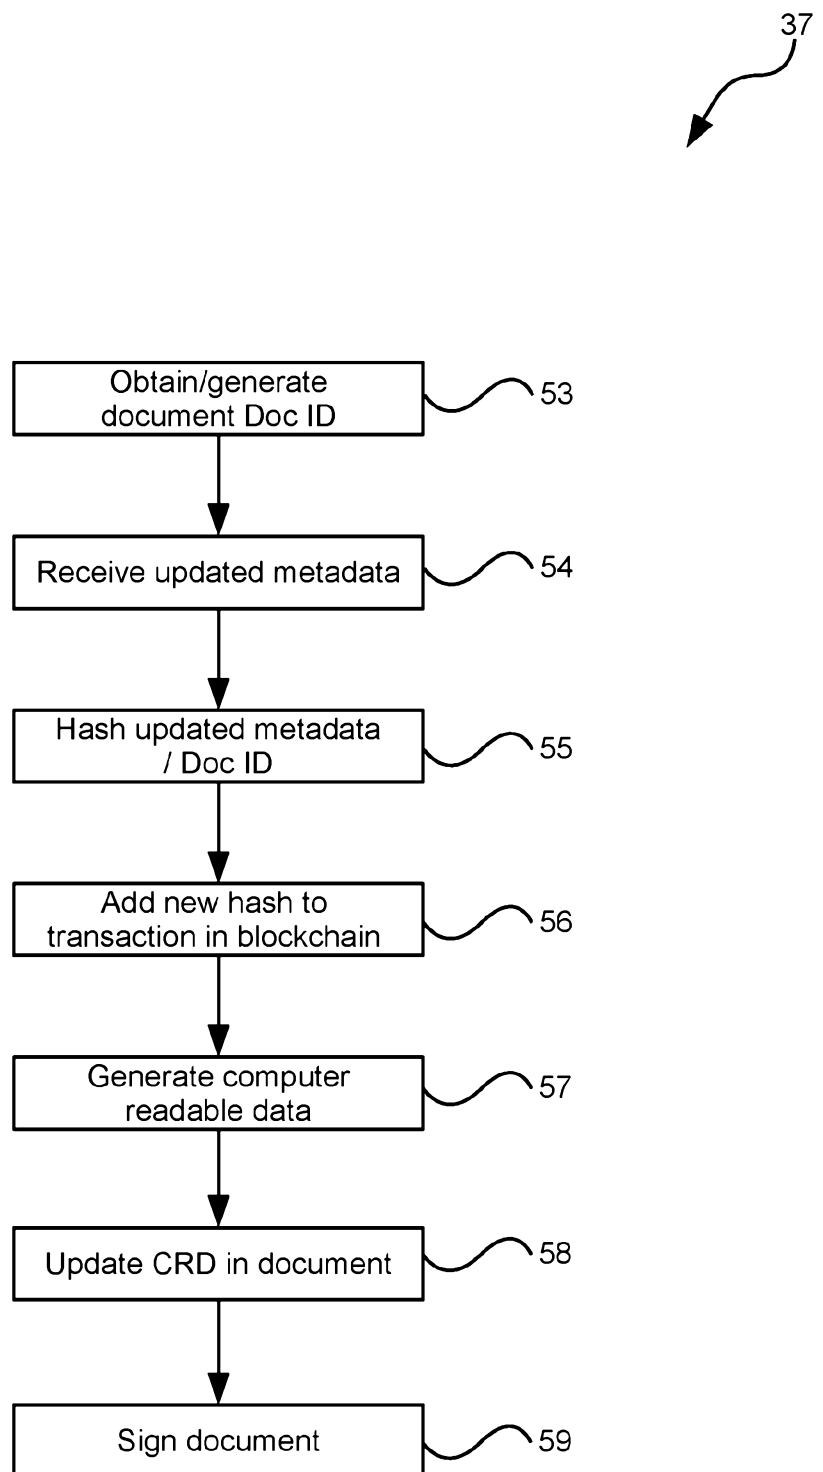 37
Obtain/generate
document Doc ID
53
Receive updated metadata
54
Hash updated metadata
/ Doc ID
55
Add new hash to
transaction in blockchain
56
Generate computer
readable data
57
Update CRD in document
58
Sign document
59